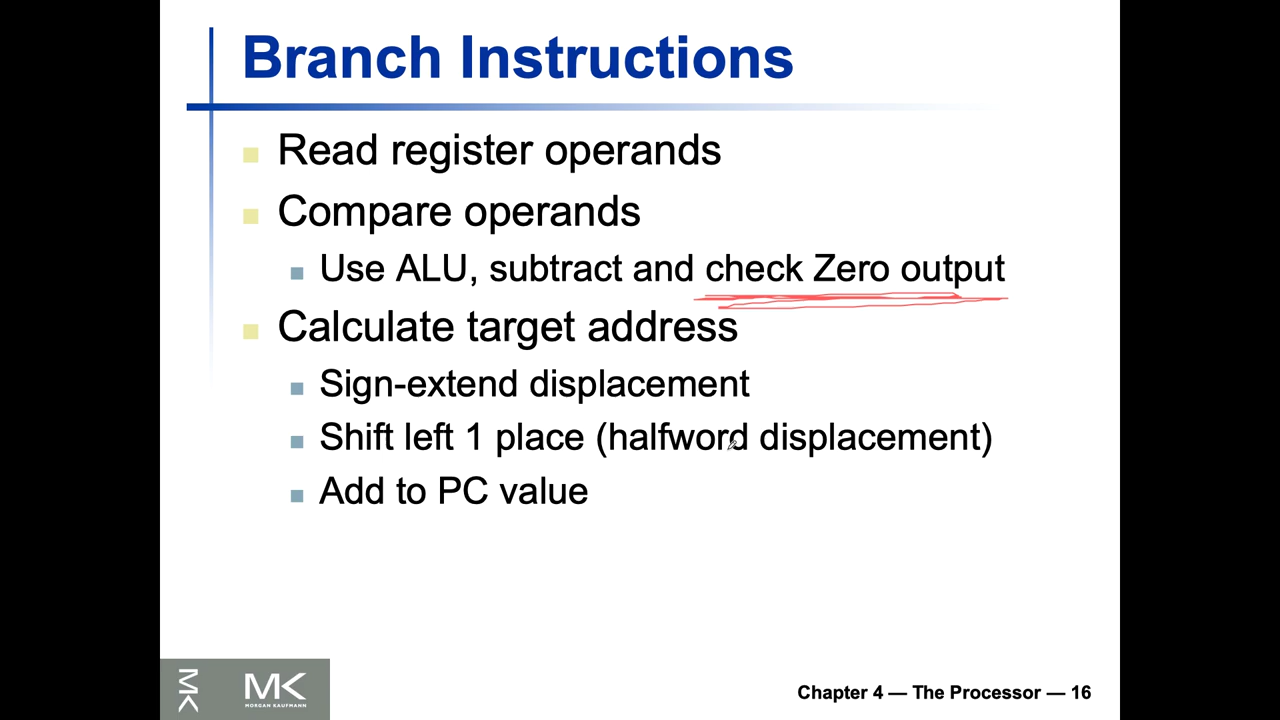 Branch Instructions
Read register operands
Compare operands
Use ALU, subtract and check Zero output
Calculate target address
Sign-extend displacement
Shift left 1 place (halfword displacement)
Add to PC value
MK
MK
MORGAN KAUFMANN
Chapter 4 — The Processor — 16